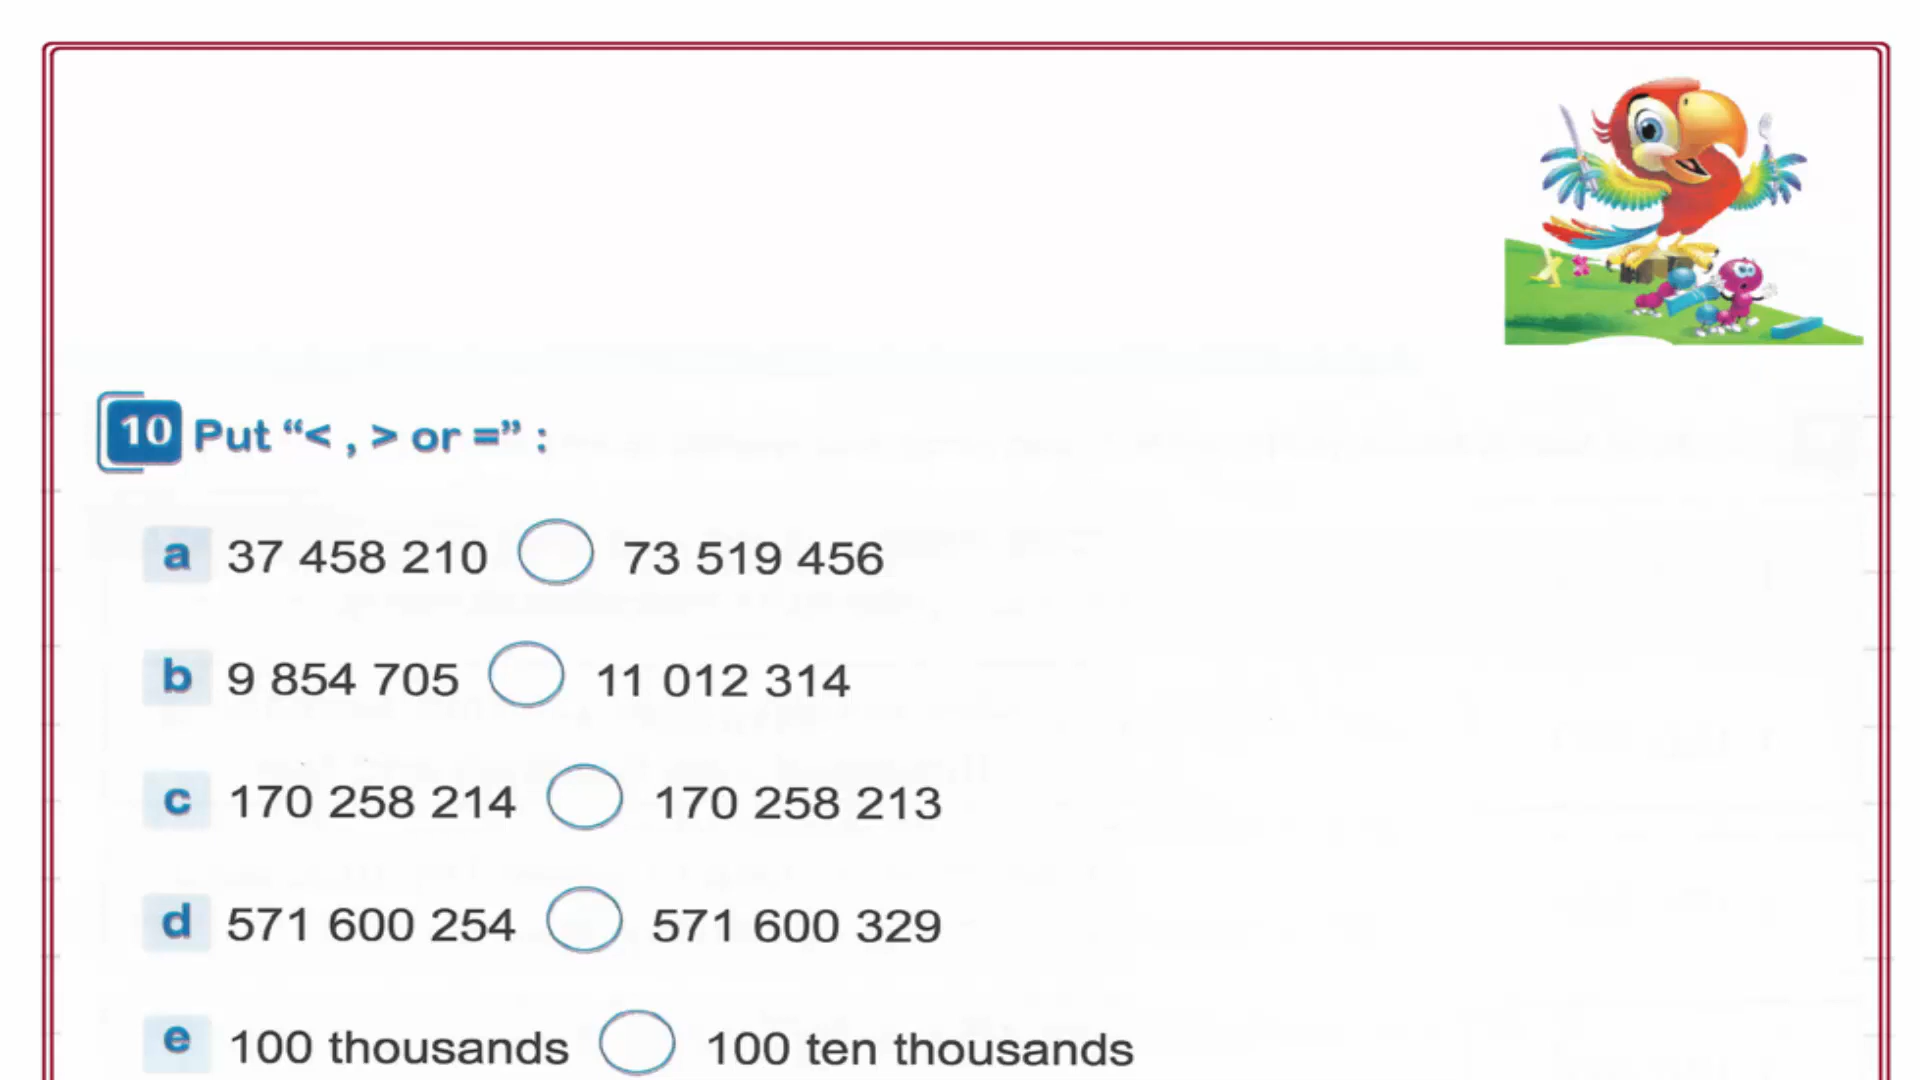 10 Put “< , > or =” :
a 37 458 210 73 519 456
b 9 854 705 11 012 314
c 170 258 214 170 258 213
d 571 600 254 571 600 329
e 100 thousands 100 ten thousands